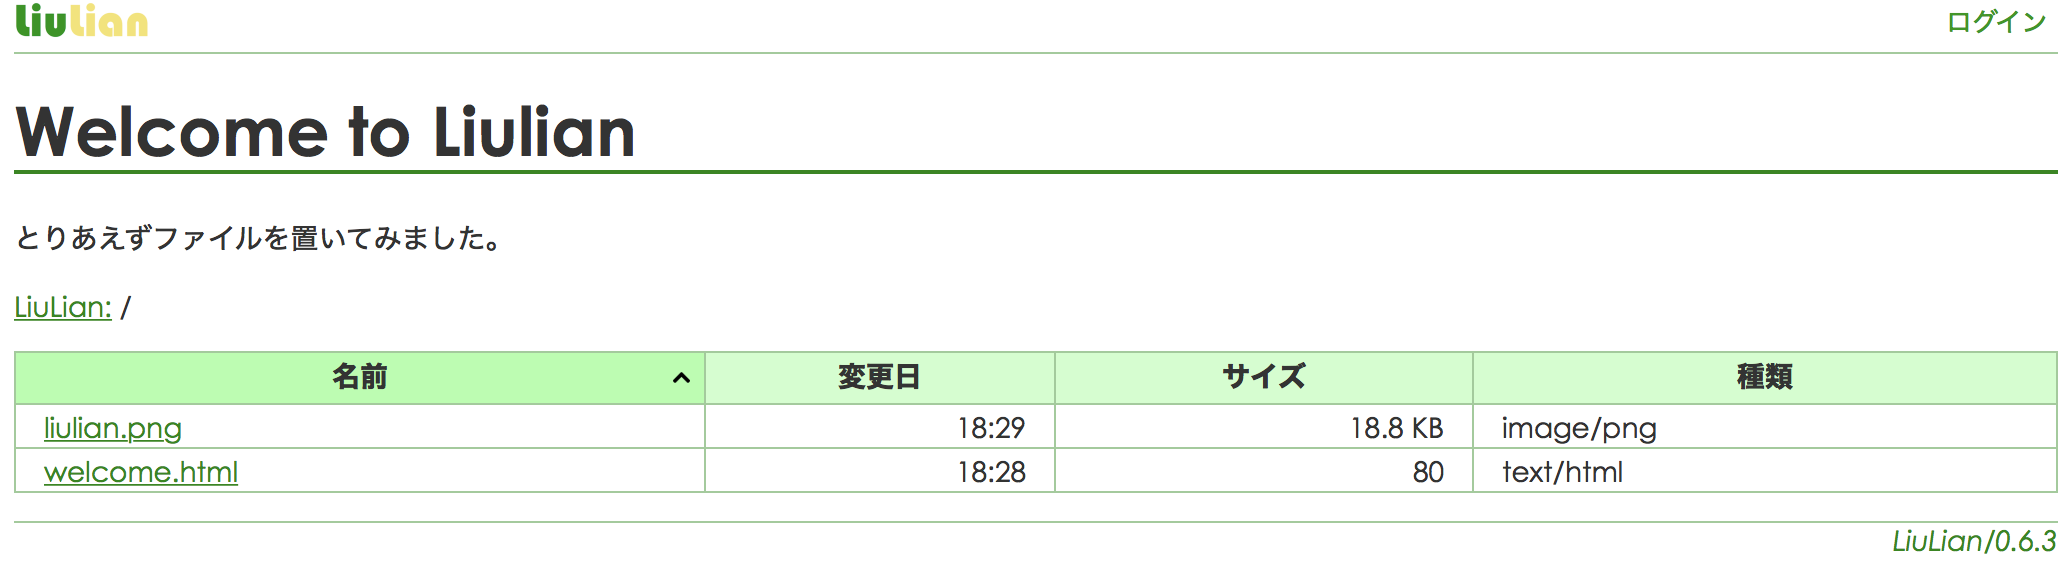 LiuLian ログイン
Welcome to Liulian
とりあえずファイルを置いてみました。
LiuLian: /
名前 変更日 サイズ 種類
liulian.png 18:29 18.8 KB image/png
welcome.html 18:28 80 text/html
LiuLian/0.6.3